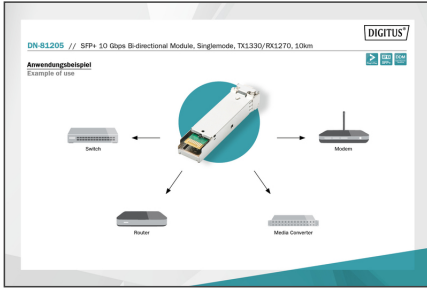 DIGITUS®
DN-81205 // SFP+ 10 Gbps Bi-directional Module, Singlemode, TX1330/RX1270, 10km
Anwendungsbeispiel
Example of use
DDM
Switch
Modem
Router
Media Converter